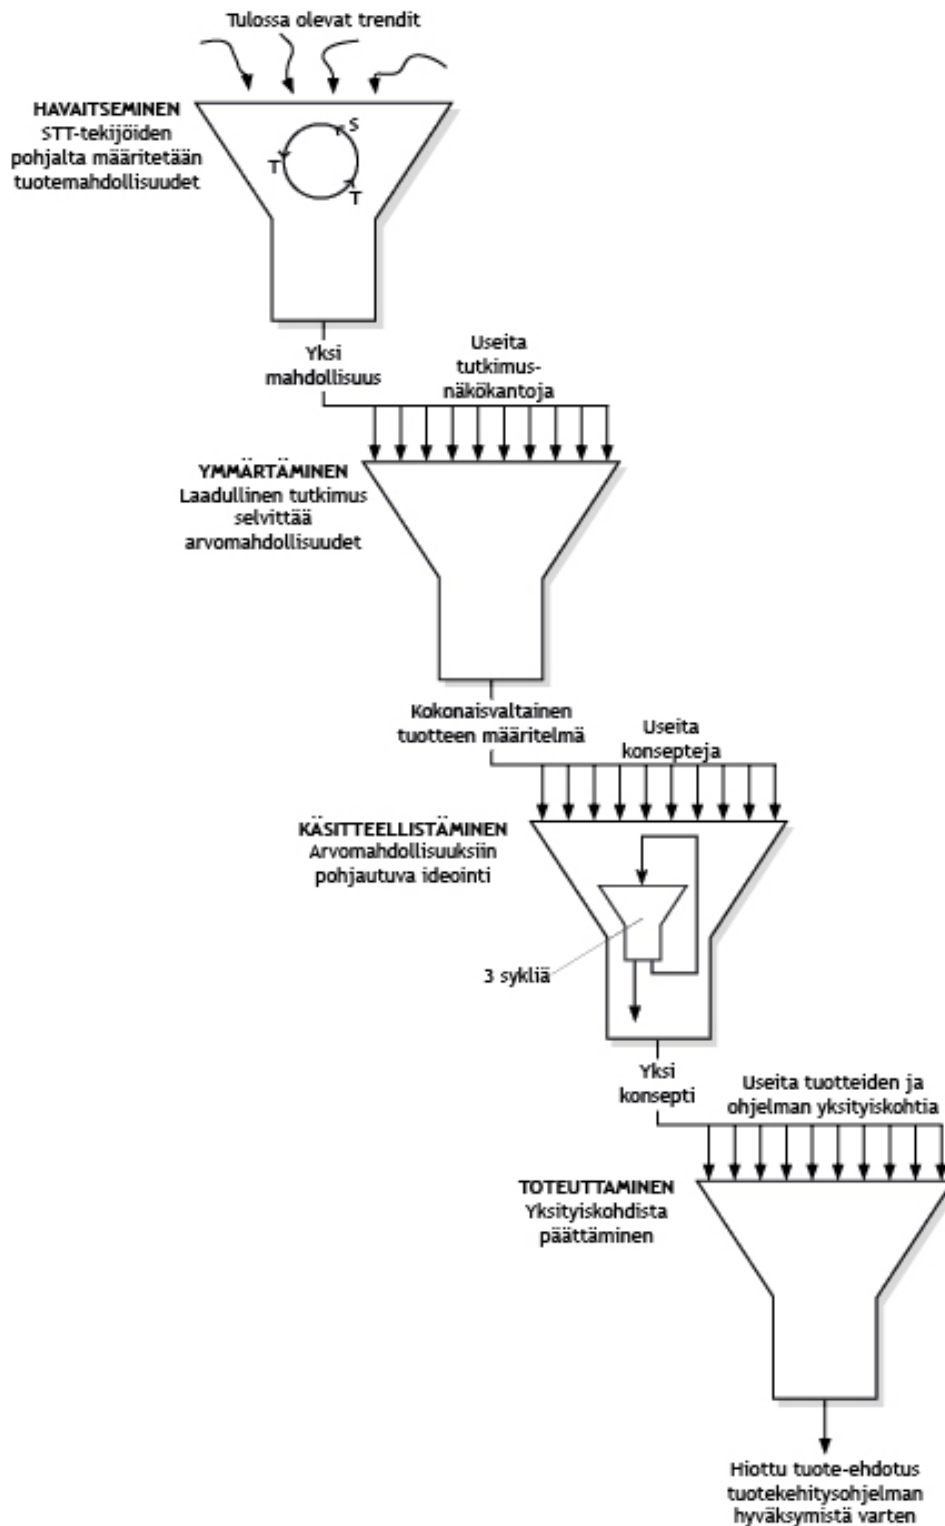 Tulossa olevat trendit
HAVAITSEMINEN
STT-tekijöiden
pohjalta määritetään
tuotemahdollisuudet
S
T
T
Yksi
mahdollisuus
Useita
tutkimus-
näkökantoja
YMMÄRTÄMINEN
Laadullinen tutkimus
selvittää
arvomahdollisuudet
Kokonaisvaltainen
tuotteen määritelmä
Useita
konsepteja
KÄSITTEELLISTÄMINEN
Arvomahdollisuuksiin
pohjautuva ideointi
3 sykliä
Yksi
konsepti
Useita tuotteiden ja
ohjelman yksityiskohtia
TOTEUTTAMINEN
Yksityiskohdista
päättäminen
Hiottu tuote-ehdotus
tuotekehitysohjelman
hyväksymistä varten